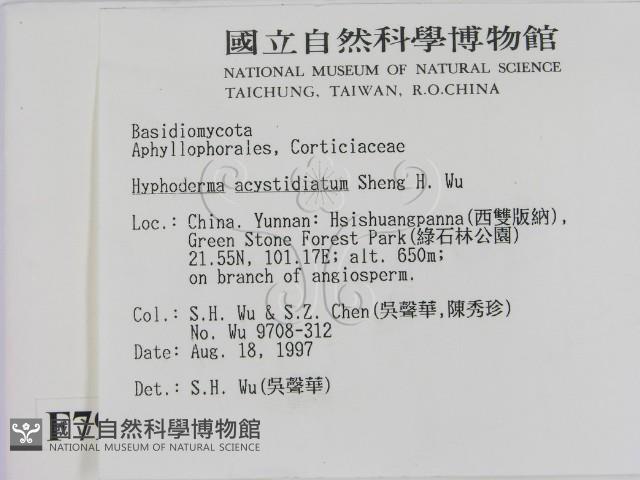 國立自然科學博物館
NATIONAL MUSEUM OF NATURAL SCIENCE
TAICHUNG, TAIWAN, R.O.CHINA
Basidiomycota
Aphyllophorales, Corticiaceae
Hyphoderma acystidiatum Sheng H. Wu
Loc.: China. Yunnan: Hsishuangpanna(西雙版納),
Green Stone Forest Park(綠石林公園)
21.55N, 101.17E; alt. 650m;
on branch of angiosperm.
Col.: S.H. Wu & S.Z. Chen(吳聲華,陳秀珍)
No. Wu 9708-312
Date: Aug. 18, 1997
Det.: S.H. Wu(吳聲華)
國立自然科學博物館
NATIONAL MUSEUM OF NATURAL SCIENCE